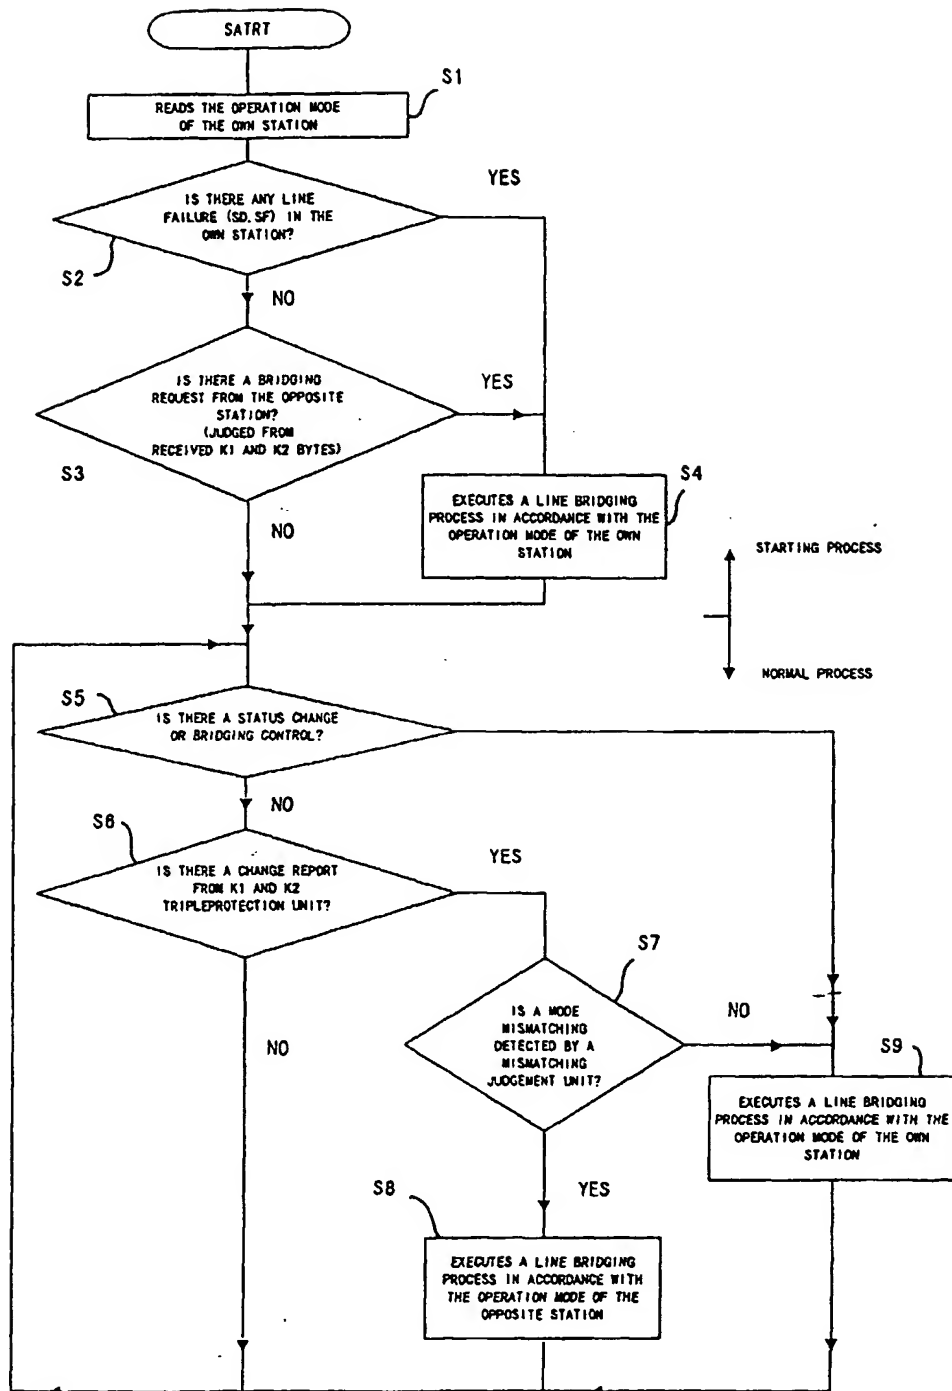 SATRT
S1
READS THE OPERATION MODE
OF THE OWN STATION
YES
IS THERE ANY LINE
FAILURE (SD.SF) IN THE
OWN STATION?
S2
NO
IS THERE A BRIDGING
REQUEST FROM THE OPPOSITE
STATION?
(JUDGED FROM
RECEIVED K1 AND K2 BYTES)
YES
S3
S4
EXECUTES A LINE BRIDGING
PROCESS IN ACCORDANCE WITH THE
OPERATION MODE OF THE OWN
STATION
NO
STARTING PROCESS
NORMAL PROCESS
S5
IS THERE A STATUS CHANGE
OR BRIDGING CONTROL?
NO
S6
YES
IS THERE A CHANGE REPORT
FROM K1 AND K2
TRIPLEPROTECTION UNIT?
S7
IS A MODE
MISMATCHING
DETECTED BY A
MISMATCHING
JUDGEMENT UNIT?
NO
NO
S9
EXECUTES A LINE BRIDGING
PROCESS IN ACCORDANCE WITH THE
OPERATION MODE OF THE OWN
STATION
S8
YES
EXECUTES A LINE BRIDGING
PROCESS IN ACCORDANCE WITH
THE OPERATION MODE OF THE
OPPOSITE STATION